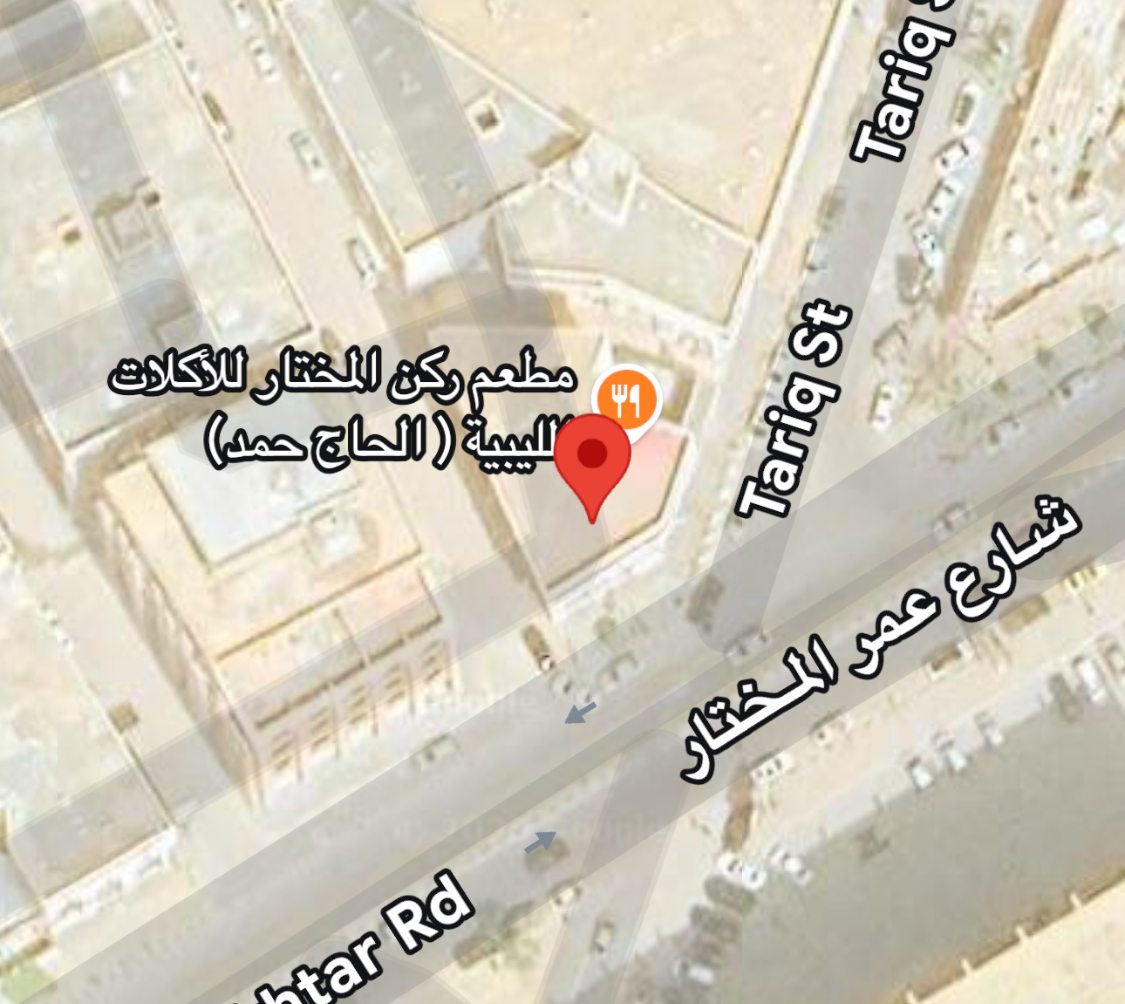 Tariq S
مطعم ركن المختار للأكلات
الليبية ( الحاج حمد)
Tariq St
شارع عمر المختار
htar Rd